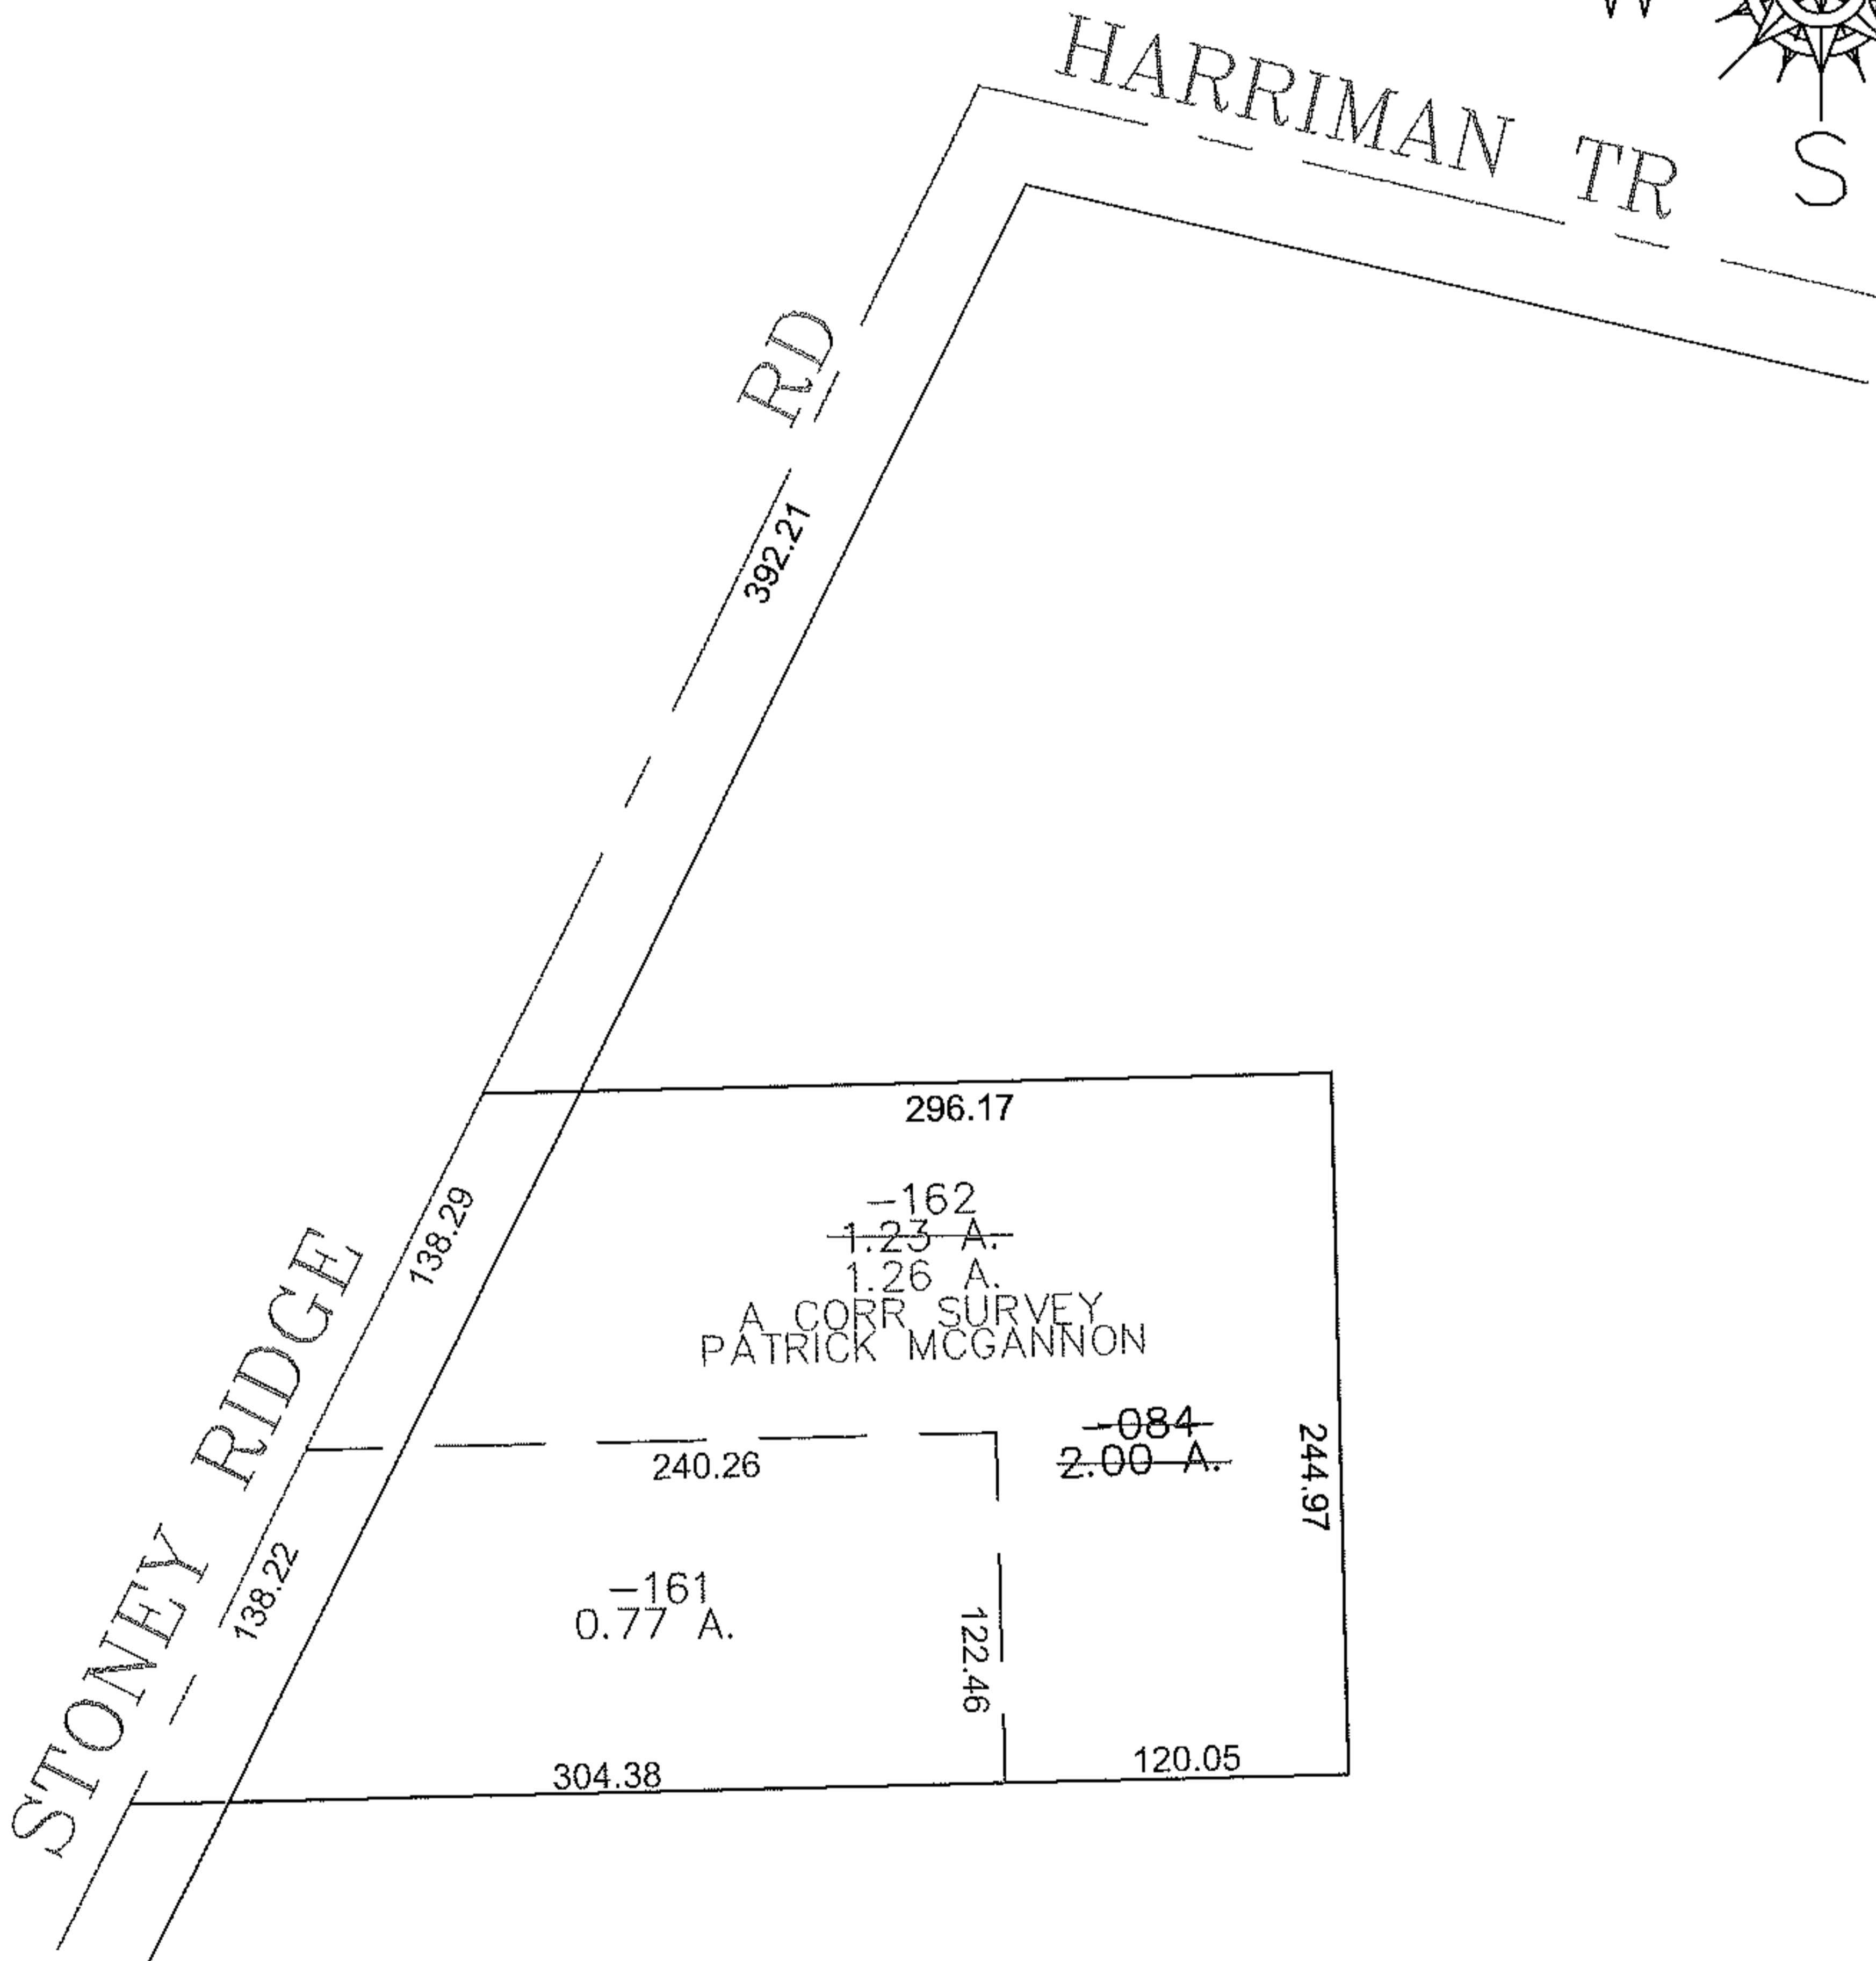 W
S
HARRIMAN TR
STONEY RIDGE RD
392.21
296.17
138.29
-162
1.23 A.
1.26 A.
A CORR SURVEY
PATRICK MCGANNON
-084
2.00 A.
244.97
240.26
138.22
-161
0.77 A.
122.46
304.38
120.05